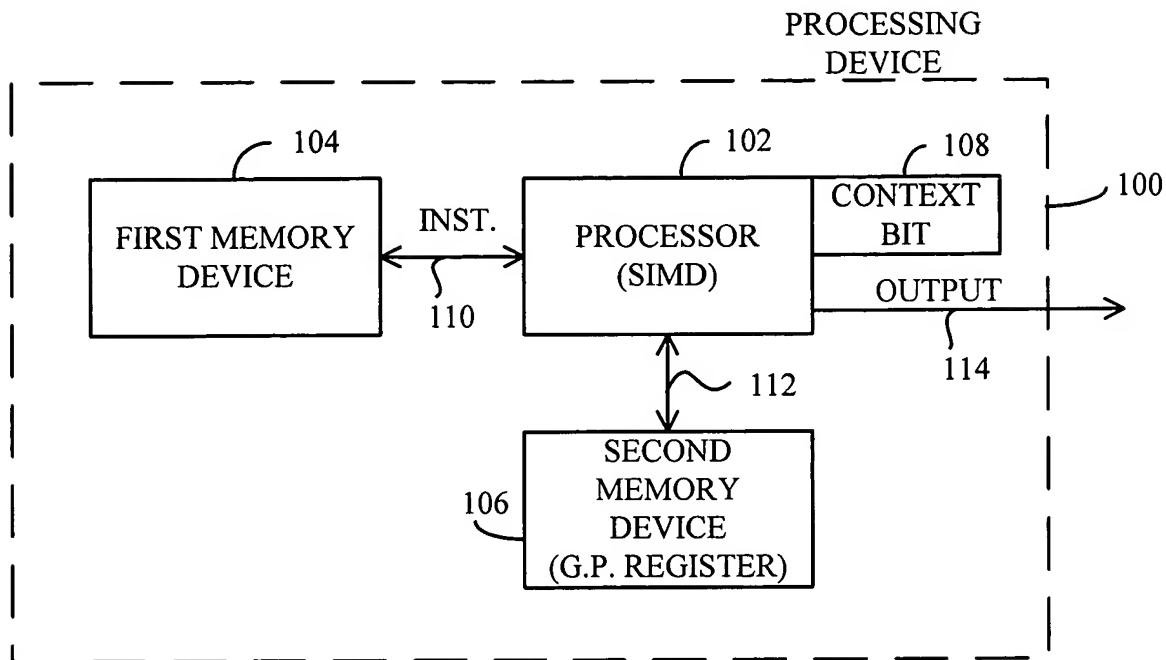 PROCESSING
DEVICE
104
102
108
100
FIRST MEMORY
DEVICE
INST.
110
PROCESSOR
(SIMD)
CONTEXT
BIT
OUTPUT
114
112
106
SECOND
MEMORY
DEVICE
(G.P. REGISTER)